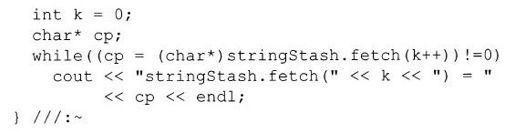 int k = 0;
char* cp;
while((cp = (char*)stringStash.fetch(k++))!=0)
cout << "stringStash.fetch(" << k << ") = "
<< cp << endl;
} ///:~